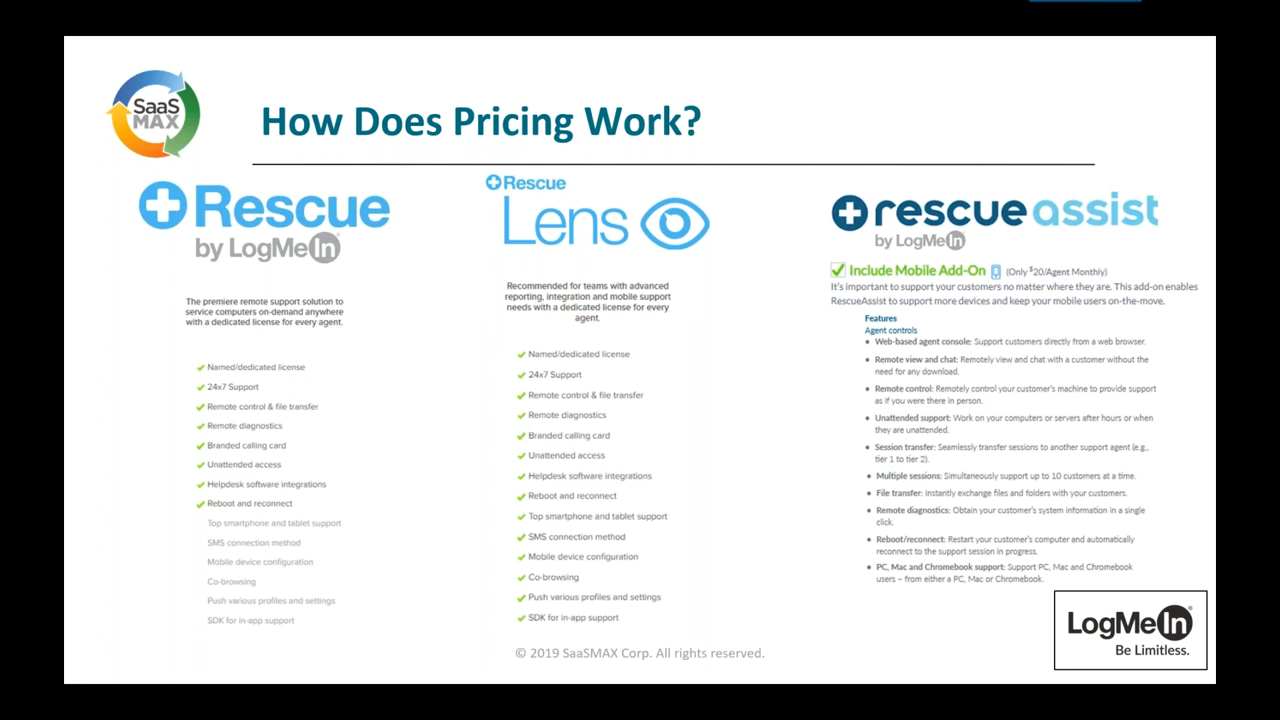 SaaS
MAX
How Does Pricing Work?
Rescue
by LogMeIn
The premiere remote support solution to
service computers on-demand anywhere
with a dedicated license for every agent.
Named/dedicated license
24x7 Support
Remote control & file transfer
Remote diagnostics
Branded calling card
Unattended access
Helpdesk software integrations
Reboot and reconnect
Top smartphone and tablet support
SMS connection method
Mobile device configuration
Co-browsing
Push various profiles and settings
SDK for in-app support
Rescue
Lens
Recommended for teams with advanced
reporting, integration and mobile support
needs with a dedicated license for every
agent.
Named/dedicated license
24x7 Support
Remote control & file transfer
Remote diagnostics
Branded calling card
Unattended access
Helpdesk software integrations
Reboot and reconnect
Top smartphone and tablet support
SMS connection method
Mobile device configuration
Co-browsing
Push various profiles and settings
SDK for in-app support
rescueassist
by LogMeIn
Include Mobile Add-On (Only $20/Agent Monthly)
It's important to support your customers no matter where they are. This add-on enables
RescueAssist to support more devices and keep your mobile users on-the-move.
Features
Agent controls
• Web-based agent console: Support customers directly from a web browser.
• Remote view and chat: Remotely view and chat with a customer without the
need for any download.
• Remote control: Remotely control your customer's machine to provide support
as if you were there in person.
• Unattended support: Work on your computers or servers after hours or when
they are unattended.
• Session transfer: Seamlessly transfer sessions to another support agent (e.g.,
tier 1 to tier 2).
• Multiple sessions: Simultaneously support up to 10 customers at a time.
• File transfer: Instantly exchange files and folders with your customers.
• Remote diagnostics: Obtain your customer's system information in a single
click.
• Reboot/reconnect: Restart your customer's computer and automatically
reconnect to the support session in progress.
• PC, Mac and Chromebook support: Support PC, Mac and Chromebook
users – from either a PC, Mac or Chromebook.
LogMeIn®
Be Limitless.
© 2019 SaaSMAX Corp. All rights reserved.